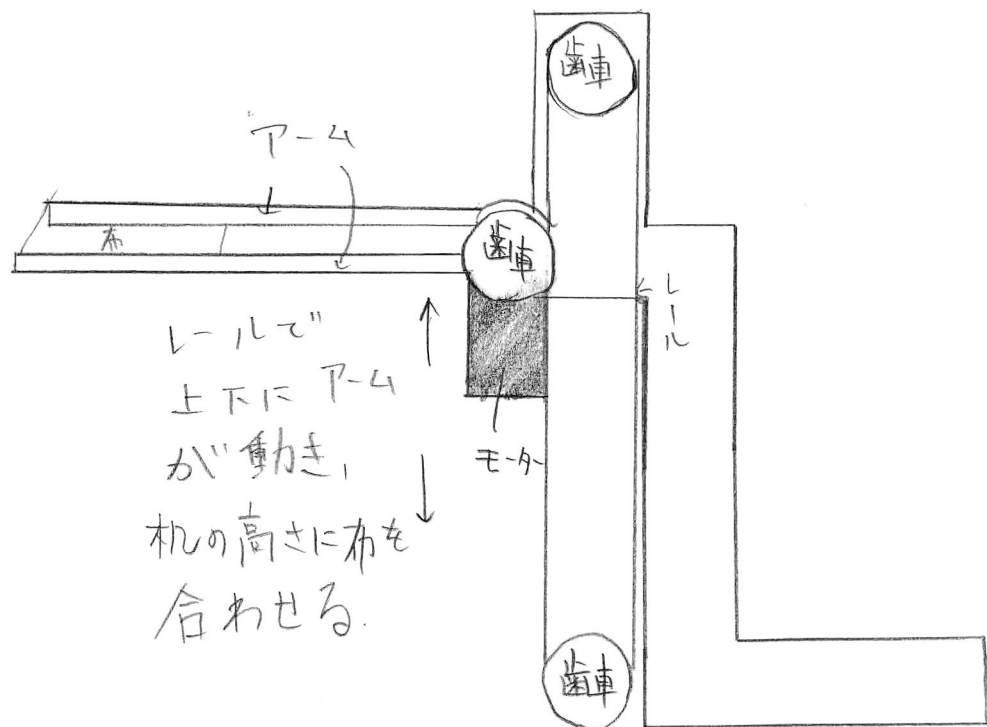 歯車
アーム
歯車
布
レール
レールで
上下にアーム
が動き、
机の高さに布を
合わせる.
モーター
歯車